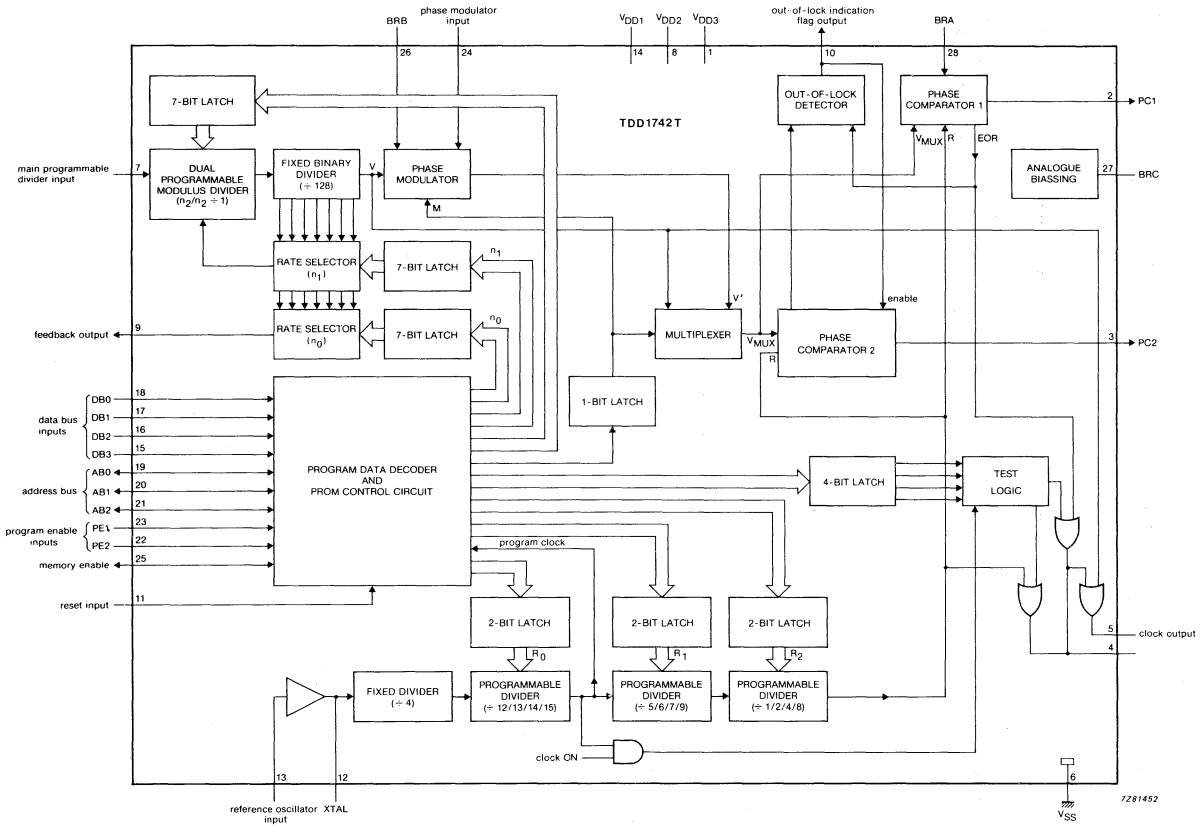 phase modulator
input
out-of-lock indication
flag output
BRB
VDD1
VDD2
VDD3
BRA
26
24
14
8
1
10
28
7-BIT LATCH
OUT-OF-LOCK
DETECTOR
PHASE
COMPARATOR 1
2
PC1
TDD1742T
VMUX
R
EOR
main programmable
divider input
7
DUAL
PROGRAMMABLE
MODULUS DIVIDER
(n2/n2 ÷ 1)
FIXED BINARY
DIVIDER
(÷ 128)
V
PHASE
MODULATOR
M
ANALOGUE
BIASSING
27
BRC
RATE SELECTOR
(n1)
7-BIT LATCH
n1
V'
enable
feedback output
9
RATE SELECTOR
(n0)
7-BIT LATCH
n0
MULTIPLEXER
VMUX
R
PHASE
COMPARATOR 2
3
PC2
data bus
inputs
DB0
18
DB1
17
DB2
16
DB3
15
address bus
AB0
19
AB1
20
AB2
21
program enable
inputs
PE1
23
PE2
22
memory enable
25
reset input
11
PROGRAM DATA DECODER
AND
PROM CONTROL CIRCUIT
1-BIT LATCH
4-BIT LATCH
TEST
LOGIC
program clock
2-BIT LATCH
2-BIT LATCH
2-BIT LATCH
R0
R1
R2
5
clock output
4
FIXED DIVIDER
(÷ 4)
PROGRAMMABLE
DIVIDER
(÷ 12/13/14/15)
PROGRAMMABLE
DIVIDER
(÷ 5/6/7/9)
PROGRAMMABLE
DIVIDER
(÷ 1/2/4/8)
clock ON
13
12
6
reference oscillator
input
XTAL
VSS
7Z81452